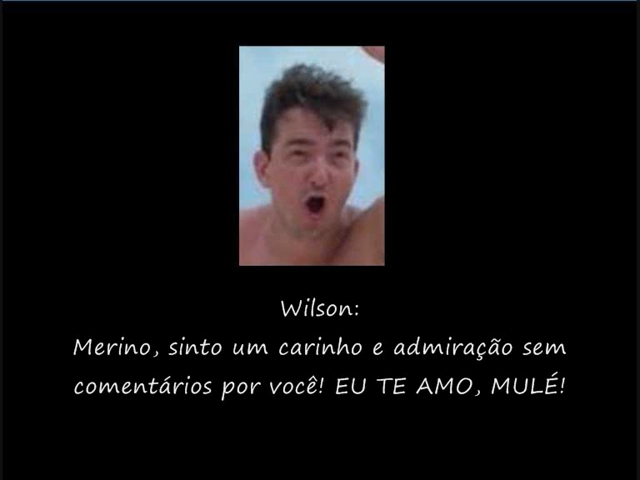 Wilson:
Merino, sinto um carinho e admiração sem
comentários por você! EU TE AMO, MULÉ!